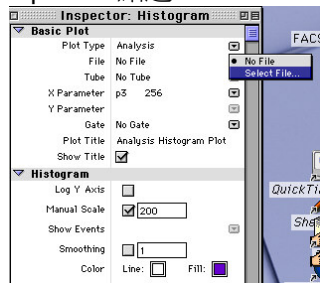 Inspector: Histogram
Basic Plot
Plot Type Analysis
File No File
Tube No Tube
X Parameter p3 256
Y Parameter
Gate No Gate
Plot Title Analysis Histogram Plot
Show Title
Histogram
Log Y Axis
Manual Scale 200
Show Events
Smoothing 1
Color Line: Fill:
• No File
Select File...
FACS
QuickTi
Sh